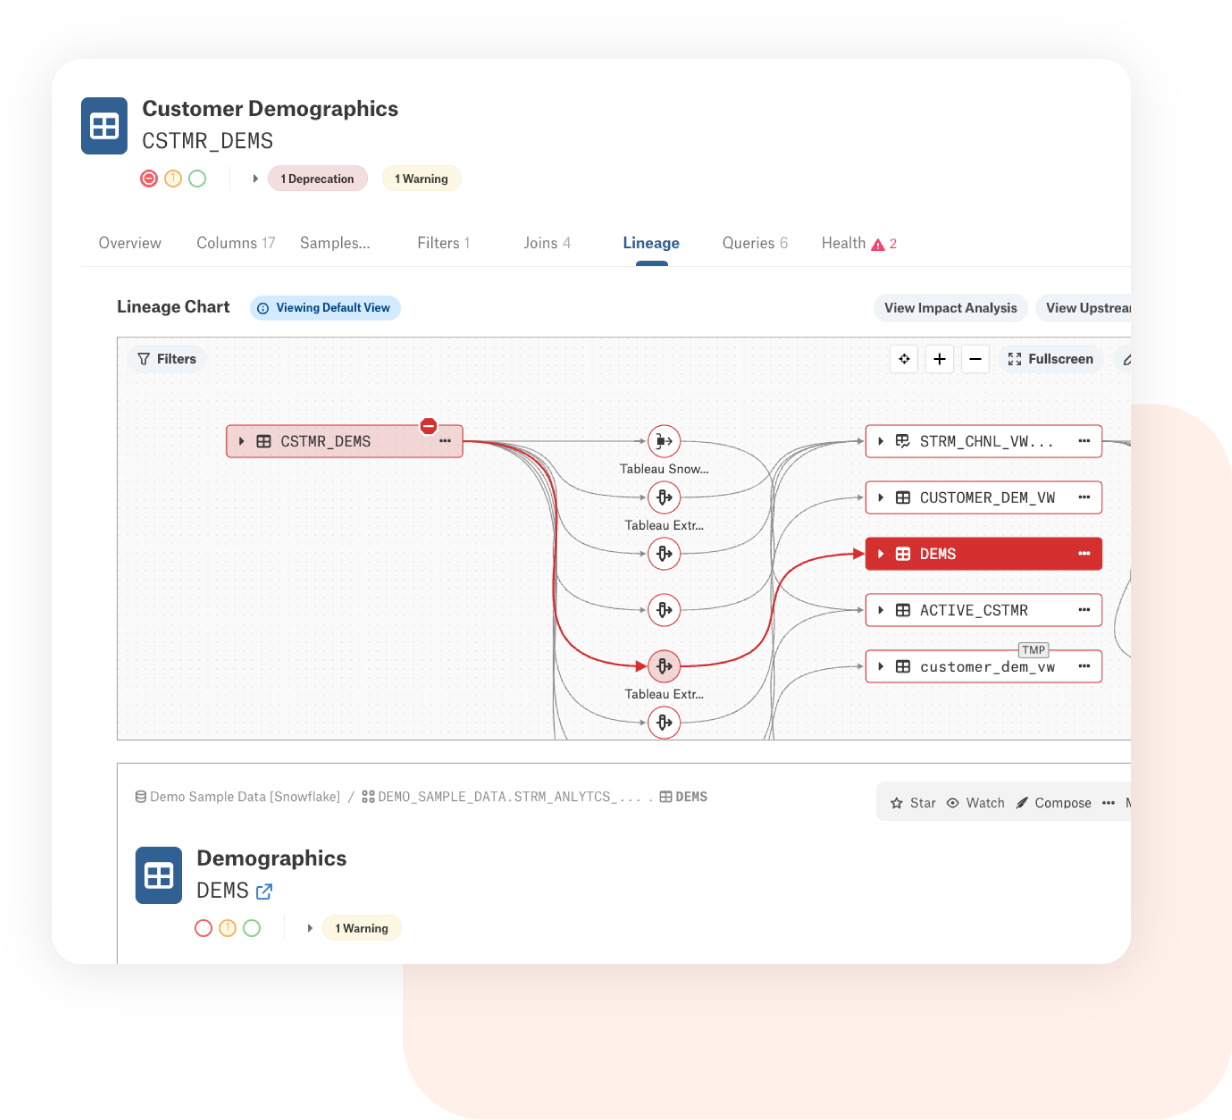 Customer Demographics
CSTMR_DEMS
1 1 Deprecation 1 Warning
Overview Columns 17 Samples... Filters 1 Joins 4 Lineage Queries 6 Health 2
Lineage Chart Viewing Default View View Impact Analysis View Upstrea
Filters Fullscreen
CSTMR_DEMS STRM_CHNL_VW...
Tableau Snow...
CUSTOMER_DEM_VW
Tableau Extr...
DEMS
ACTIVE_CSTMR
TMP
customer_dem_vw
Tableau Extr...
Demo Sample Data [Snowflake] / DEMO_SAMPLE_DATA.STRM_ANLYTCS_... . DEMS
Star Watch Compose
Demographics
DEMS
1 1 Warning